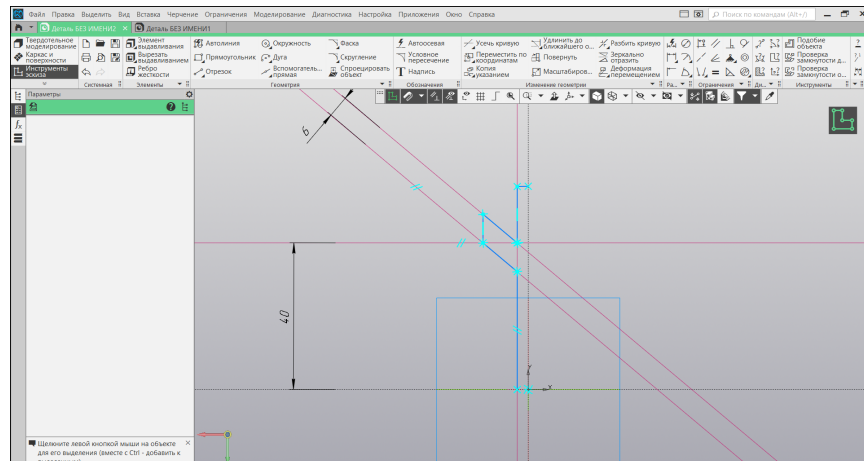 Файл Правка Выделить Вид Вставка Черчение Ограничения Моделирование Диагностика Настройка Приложения Окно Справка
Поиск по командам (Alt+/)
Деталь БЕЗ ИМЕНИ2
Деталь БЕЗ ИМЕНИ1
Твердотельное моделирование
Каркас и поверхности
Инструменты эскиза
Системная
Элемент выдавливания
Вырезать выдавливанием
Ребро жесткости
Элементы
Автолиния
Прямоугольник
Отрезок
Окружность
Дуга
Вспомогатель... прямая
Фаска
Скругление
Спроецировать объект
Геометрия
Автоосевая
Условное пересечение
Надпись
Обозначения
Усечь кривую
Переместить по координатам
Копия указанием
Удлинить до ближайшего о...
Повернуть
Масштабиров...
Разбить кривую
Зеркально отразить
Деформация перемещением
Изменение геометрии
Ра...
Ограничения
Ди...
Подобие объекта
Проверка замкнутости д...
Проверка замкнутости о...
Инструменты
Параметры
6
40
Y
X
Щелкните левой кнопкой мыши на объекте
для его выделения (вместе с Ctrl - добавить к